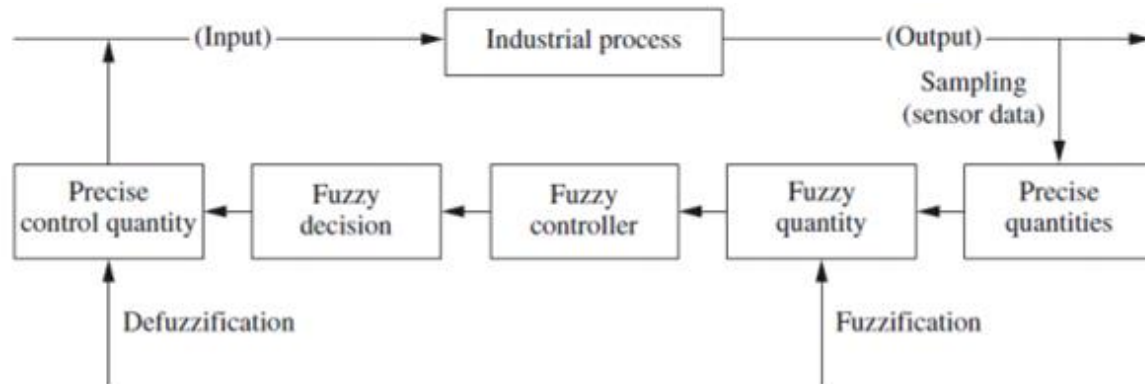 (Input)
Industrial process
(Output)
Sampling
(sensor data)
Precise
control quantity
Fuzzy
decision
Fuzzy
controller
Fuzzy
quantity
Precise
quantities
Defuzzification
Fuzzification